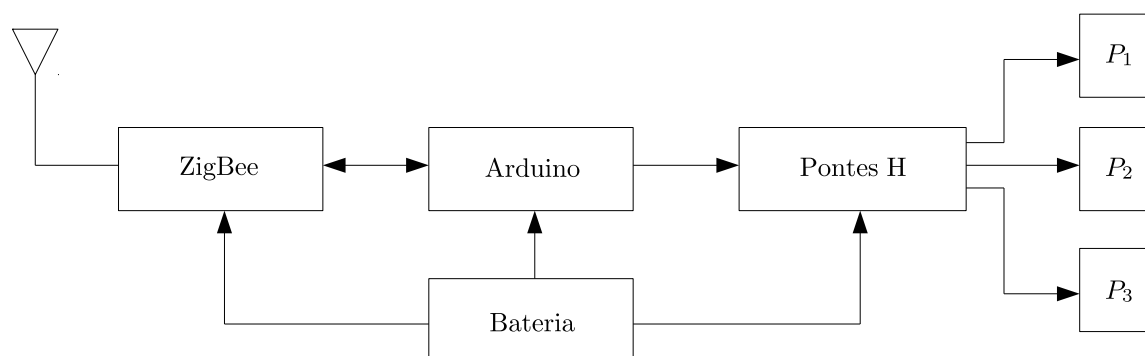 P₁
ZigBee
Arduino
Pontes H
P₂
P₃
Bateria